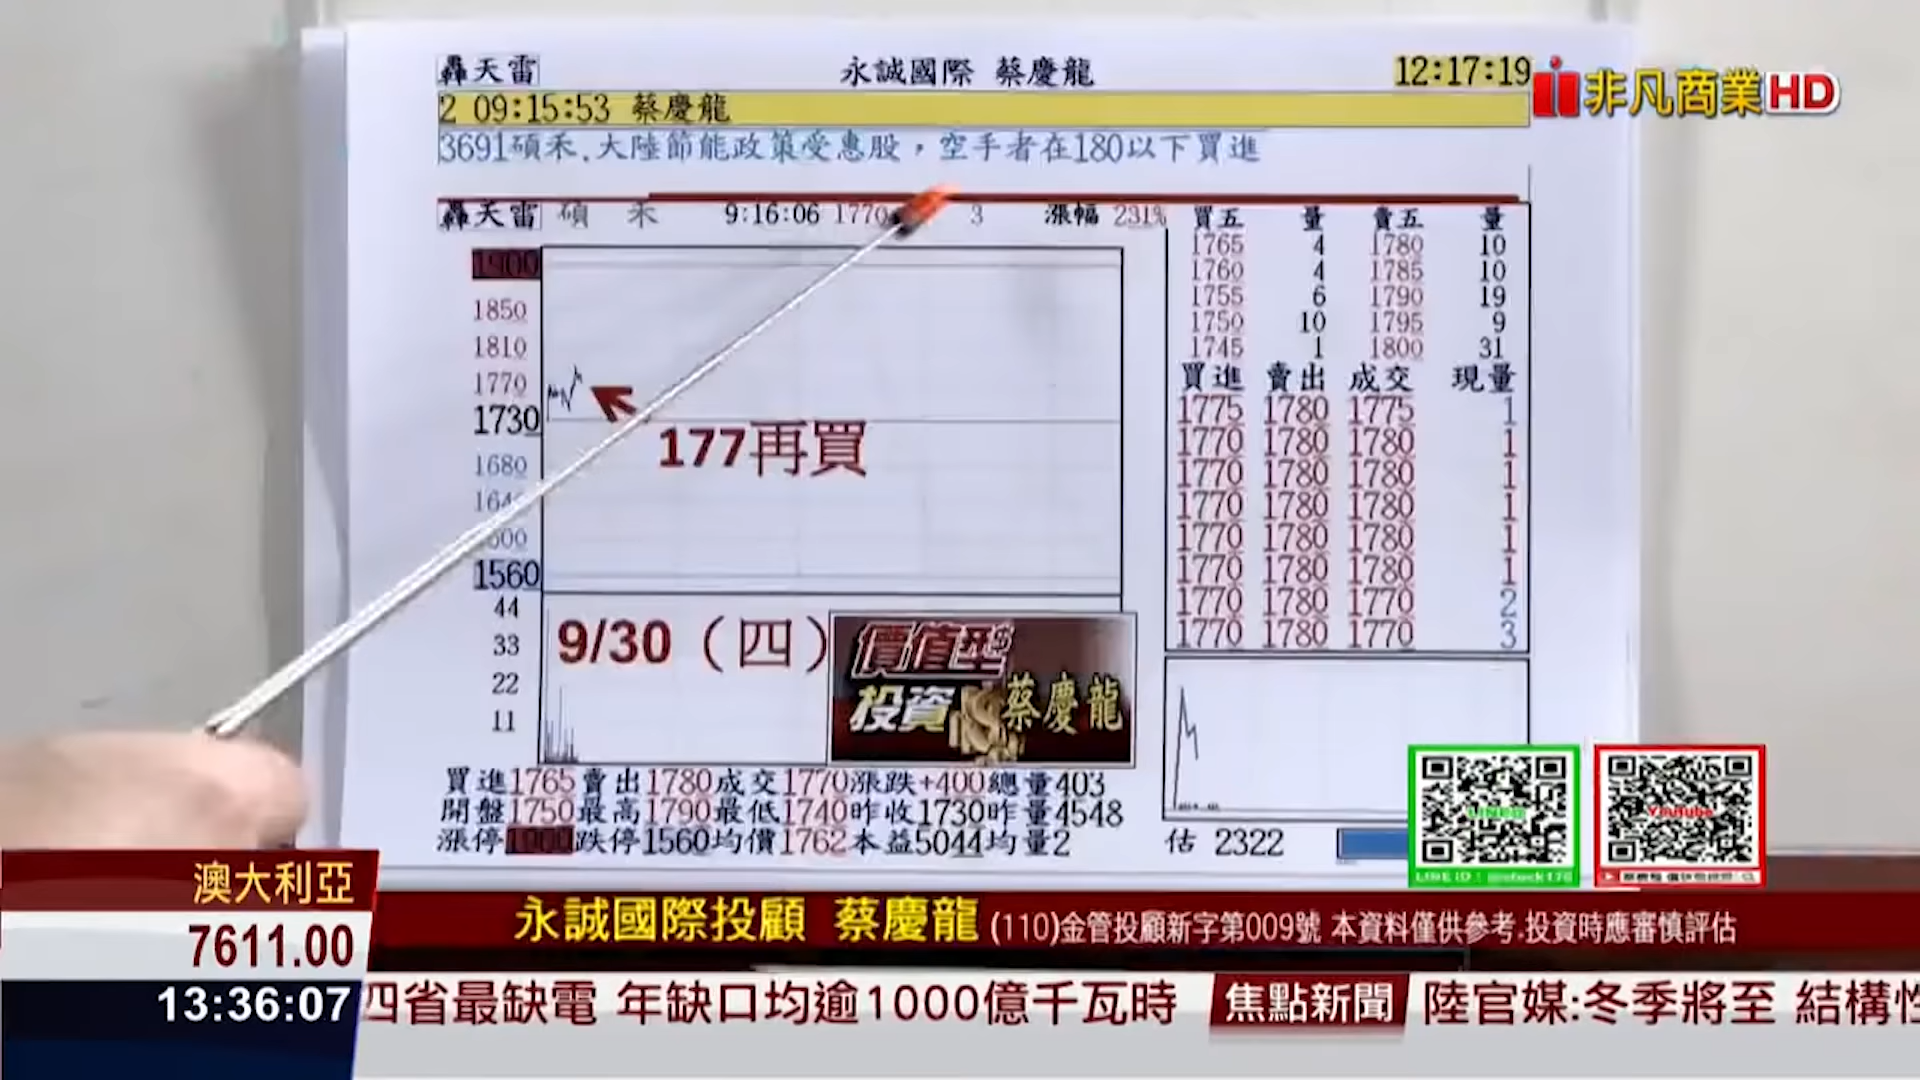 轟天雷 永誠國際 蔡慶龍 12:17:19
非凡商業HD
2 09:15:53 蔡慶龍
3691碩禾.大陸節能政策受惠股，空手者在180以下買進
轟天雷 碩 禾 9:16:06 1770 3 漲幅 231%
買五 量 賣五 量
1765 4 1780 10
1760 4 1785 10
1755 6 1790 19
1750 10 1795 9
1745 1 1800 31
買進 賣出 成交 現量
1775 1780 1775 1
1770 1780 1780 1
1770 1780 1780 1
1770 1780 1780 1
1770 1780 1780 1
1770 1780 1780 1
1770 1780 1770 2
1770 1780 1770 3
1900
1850
1810
1770
1730
1680
1560
44
33
22
11
177再買
9/30（四）
價值型
投資 蔡慶龍
買進1765賣出1780成交1770漲跌+400總量403
開盤1750最高1790最低1740昨收1730昨量4548
漲停1900跌停1560均價1762本益5044均量2
估 2322
LINE@
YouTube
澳大利亞
7611.00
13:36:07
永誠國際投顧 蔡慶龍 (110)金管投顧新字第009號 本資料僅供參考.投資時應審慎評估
四省最缺電 年缺口均逾1000億千瓦時 焦點新聞 陸官媒:冬季將至 結構性